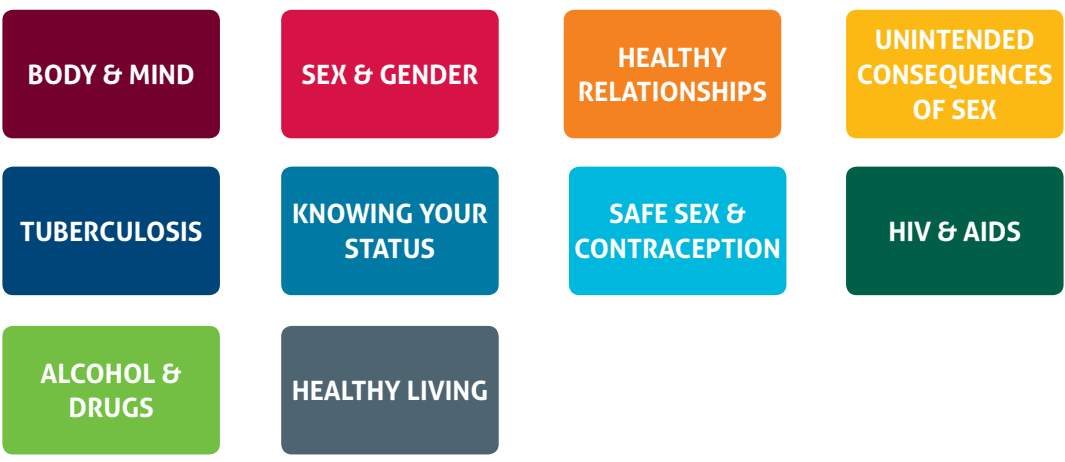 BODY & MIND
SEX & GENDER
HEALTHY
RELATIONSHIPS
UNINTENDED
CONSEQUENCES
OF SEX
TUBERCULOSIS
KNOWING YOUR
STATUS
SAFE SEX &
CONTRACEPTION
HIV & AIDS
ALCOHOL &
DRUGS
HEALTHY LIVING